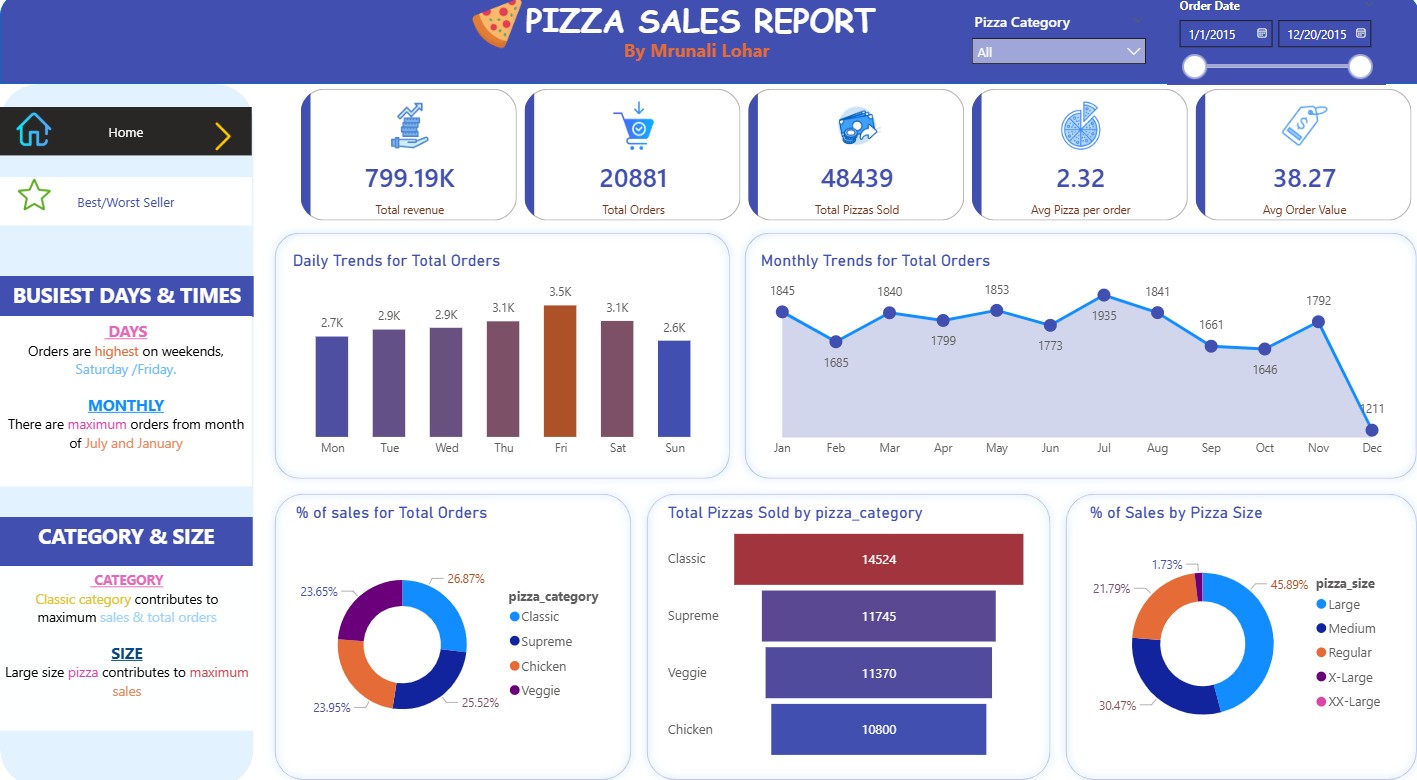 PIZZA SALES REPORT
By Mrunali Lohar
Pizza Category
All
Order Date
1/1/2015
12/20/2015
Home
Best/Worst Seller
BUSIEST DAYS & TIMES
DAYS
Orders are highest on weekends,
Saturday /Friday.
MONTHLY
There are maximum orders from month
of July and January
CATEGORY & SIZE
CATEGORY
Classic category contributes to
maximum sales & total orders
SIZE
Large size pizza contributes to maximum
sales
799.19K
Total revenue
20881
Total Orders
48439
Total Pizzas Sold
2.32
Avg Pizza per order
38.27
Avg Order Value
Daily Trends for Total Orders
2.7K
2.9K
2.9K
3.1K
3.5K
3.1K
2.6K
Mon
Tue
Wed
Thu
Fri
Sat
Sun
Monthly Trends for Total Orders
1845
1685
1840
1799
1853
1773
1935
1841
1661
1646
1792
1211
Jan
Feb
Mar
Apr
May
Jun
Jul
Aug
Sep
Oct
Nov
Dec
% of sales for Total Orders
26.87%
25.52%
23.95%
23.65%
pizza_category
Classic
Supreme
Chicken
Veggie
Total Pizzas Sold by pizza_category
Classic
14524
Supreme
11745
Veggie
11370
Chicken
10800
% of Sales by Pizza Size
1.73%
45.89%
21.79%
30.47%
pizza_size
Large
Medium
Regular
X-Large
XX-Large